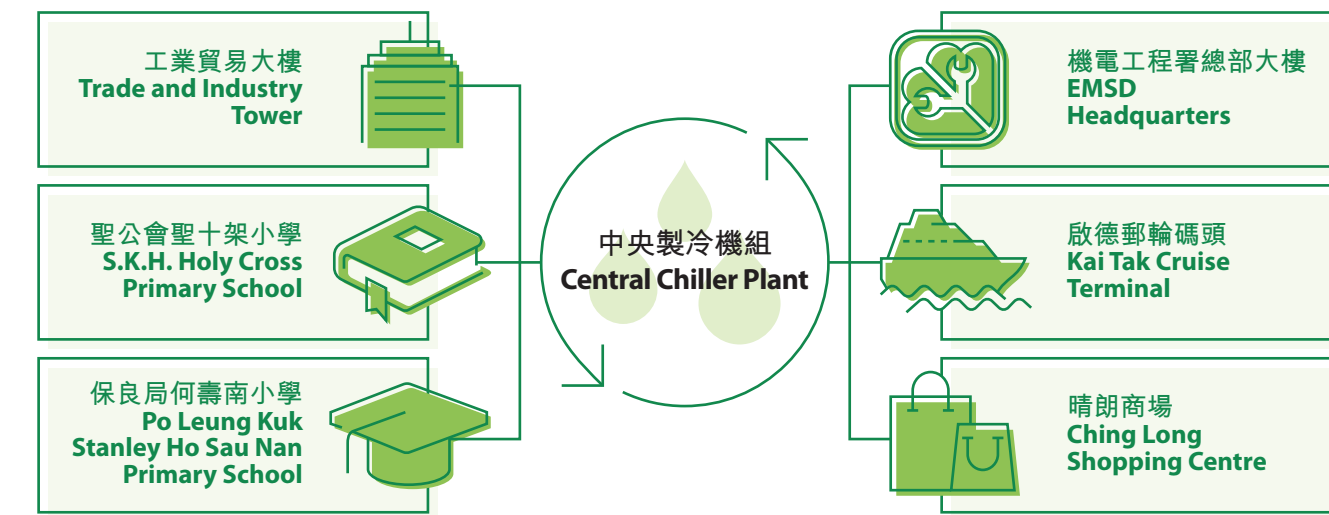 工業貿易大樓
Trade and Industry
Tower
聖公會聖十架小學
S.K.H. Holy Cross
Primary School
保良局何壽南小學
Po Leung Kuk
Stanley Ho Sau Nan
Primary School
中央製冷機組
Central Chiller Plant
機電工程署總部大樓
EMSD
Headquarters
啟德郵輪碼頭
Kai Tak Cruise
Terminal
晴朗商場
Ching Long
Shopping Centre